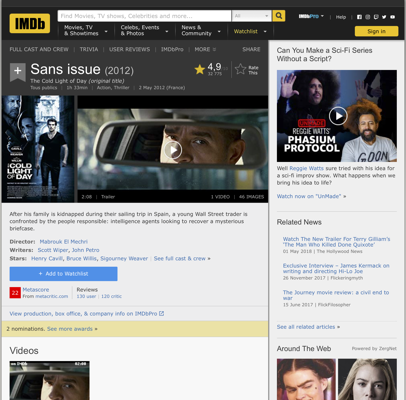 IMDb
Find Movies, TV shows, Celebrities and more...
All
Movies, TV
& Showtimes
Celebs, Events
& Photos
News &
Community
Watchlist
IMDbPro
Help
Sign in
FULL CAST AND CREW | TRIVIA | USER REVIEWS | IMDbPro | MORE
SHARE
Sans issue (2012)
The Cold Light of Day (original title)
Tous publics | 1h 33min | Action, Thriller | 2 May 2012 (France)
4,9
Rate
This
THE COLD
LIGHT OF
DAY
2:08 | Trailer
1 VIDEO | 46 IMAGES
After his family is kidnapped during their sailing trip in Spain, a young Wall Street trader is
confronted by the people responsible: intelligence agents looking to recover a mysterious
briefcase.
Director: Mabrouk El Mechri
Writers: Scott Wiper, John Petro
Stars: Henry Cavill, Bruce Willis, Sigourney Weaver | See full cast & crew »
+ Add to Watchlist
22
Metascore
From metacritic.com
Reviews
130 user | 120 critic
View production, box office, & company info on IMDbPro
2 nominations. See more awards »
Videos
Can You Make a Sci-Fi Series
Without a Script?
REGGIE WATTS'
PHASIUM
PROTOCOL
Well Reggie Watts sure tried with his idea for
a sci-fi improv show. What happens when we
bring his idea to life?
Watch now on "UnMade" »
Related News
Watch The New Trailer For Terry Gilliam's
'The Man Who Killed Don Quixote'
01 May 2018 | The Hollywood News
Exclusive Interview – James Kermack on
writing and directing Hi-Lo Joe
26 November 2017 | Flickeringmyth
The Journey movie review: a civil end to
war
15 June 2017 | FlickFilosopher
See all related articles »
Around The Web
Powered by ZergNet